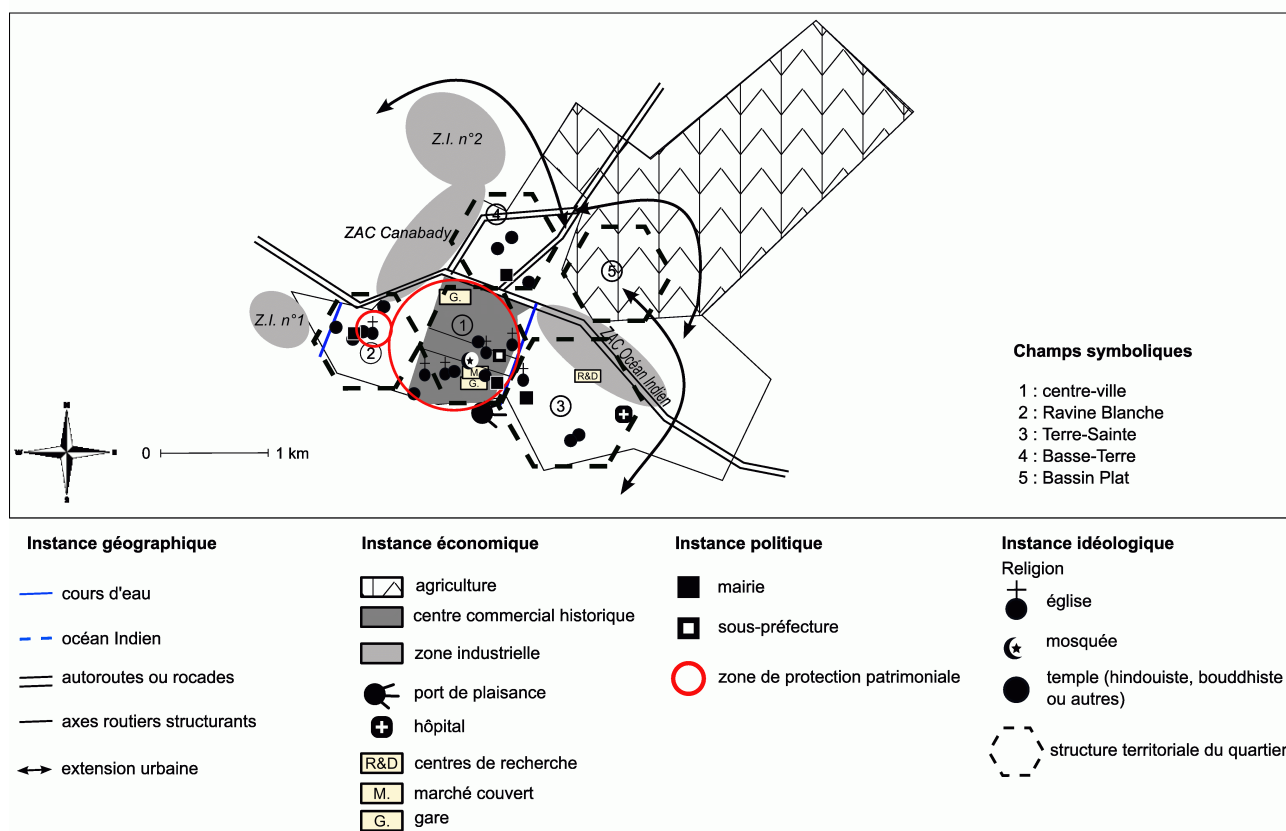 Z.I. n°2
4
ZAC Canabady
5
G.
Z.I. n°1
1
2
ZAC Océan Indien
M.
G.
R&D
3
Champs symboliques
1 : centre-ville
2 : Ravine Blanche
3 : Terre-Sainte
4 : Basse-Terre
5 : Bassin Plat
N
W
E
S
0
1 km
Instance géographique
cours d'eau
océan Indien
autoroutes ou rocades
axes routiers structurants
extension urbaine
Instance économique
agriculture
centre commercial historique
zone industrielle
port de plaisance
hôpital
R&D centres de recherche
M. marché couvert
G. gare
Instance politique
mairie
sous-préfecture
zone de protection patrimoniale
Instance idéologique
Religion
église
mosquée
temple (hindouiste, bouddhiste
ou autres)
structure territoriale du quartier